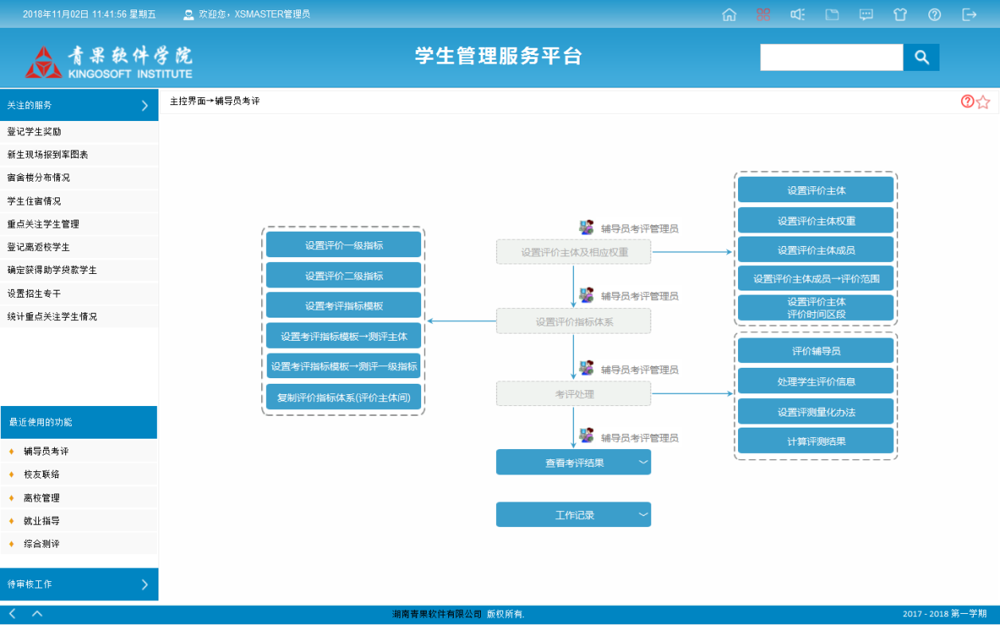 2018年11月02日 11:41:56 星期五
欢迎您，XSMASTER管理员
青果软件学院
KINGOSOFT INSTITUTE
学生管理服务平台
关注的服务
主控界面→辅导员考评
登记学生奖励
新生现场报到率图表
宿舍楼分布情况
学生住宿情况
重点关注学生管理
登记离返校学生
确定获得助学贷款学生
设置招生专干
统计重点关注学生情况
最近使用的功能
辅导员考评
校友联络
离校管理
就业指导
综合测评
待审核工作
设置评价一级指标
设置评价二级指标
设置考评指标模板
设置考评指标模板→测评主体
设置考评指标模板→测评一级指标
复制评价指标体系(评价主体间)
辅导员考评管理员
设置评价主体及相应权重
辅导员考评管理员
设置评价指标体系
辅导员考评管理员
考评处理
辅导员考评管理员
查看考评结果
工作记录
设置评价主体
设置评价主体权重
设置评价主体成员
设置评价主体成员→评价范围
设置评价主体
评价时间区段
评价辅导员
处理学生评价信息
设置评测量化办法
计算评测结果
湖南青果软件有限公司 版权所有.
2017 - 2018 第一学期